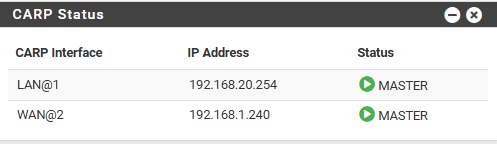 CARP Status
CARP Interface IP Address Status
LAN@1 192.168.20.254 MASTER
WAN@2 192.168.1.240 MASTER